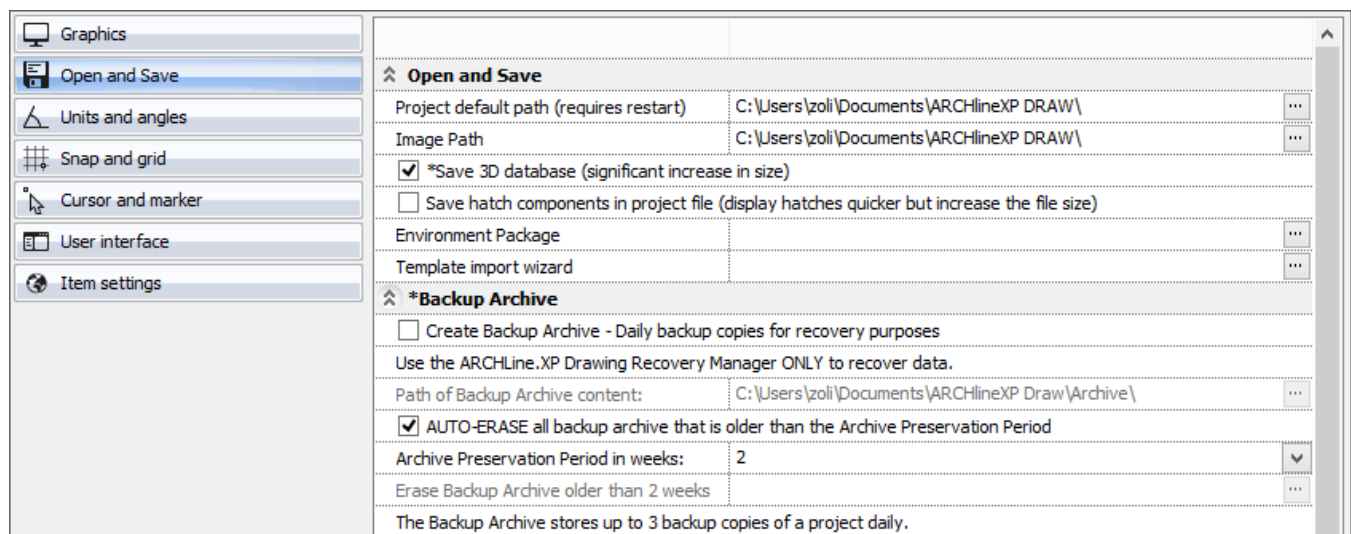 Graphics
Open and Save
Units and angles
Snap and grid
Cursor and marker
User interface
Item settings
Open and Save
Project default path (requires restart) C:\Users\zoli\Documents\ARCHlineXP DRAW\ ...
Image Path C:\Users\zoli\Documents\ARCHlineXP DRAW\ ...
*Save 3D database (significant increase in size)
Save hatch components in project file (display hatches quicker but increase the file size)
Environment Package ...
Template import wizard ...
*Backup Archive
Create Backup Archive - Daily backup copies for recovery purposes
Use the ARCHLine.XP Drawing Recovery Manager ONLY to recover data.
Path of Backup Archive content: C:\Users\zoli\Documents\ARCHlineXP Draw\Archive\ ...
AUTO-ERASE all backup archive that is older than the Archive Preservation Period
Archive Preservation Period in weeks: 2
Erase Backup Archive older than 2 weeks ...
The Backup Archive stores up to 3 backup copies of a project daily.